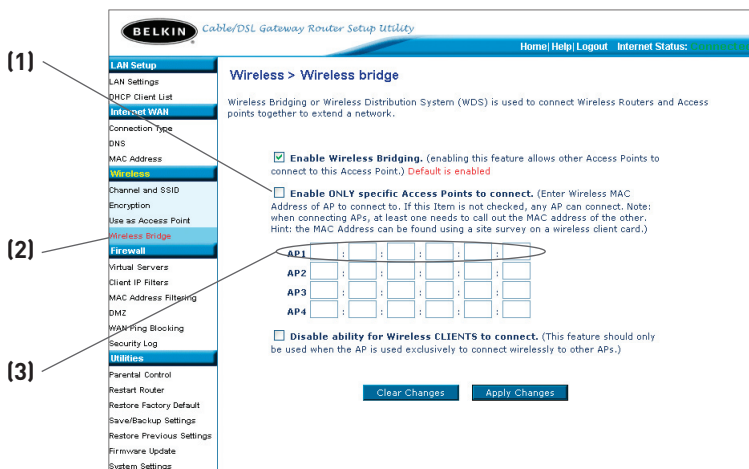 BELKIN Cable/DSL Gateway Router Setup Utility
Home| Help| Logout Internet Status:
(1)
(2)
(3)
LAN Setup
LAN Settings
DHCP Client List
Internet WAN
Connection Type
DNS
MAC Address
Wireless
Channel and SSID
Encryption
Use as Access Point
Wireless Bridge
Firewall
Virtual Servers
Client IP Filters
MAC Address Filtering
DMZ
WAN Ping Blocking
Security Log
Utilities
Parental Control
Restart Router
Restore Factory Default
Save/Backup Settings
Restore Previous Settings
Firmware Update
System Settings
Wireless > Wireless bridge
Wireless Bridging or Wireless Distribution System (WDS) is used to connect Wireless Routers and Access
points together to extend a network.
Enable Wireless Bridging. (enabling this feature allows other Access Points to
connect to this Access Point.) Default is enabled
Enable ONLY specific Access Points to connect. (Enter Wireless MAC
Address of AP to connect to. If this Item is not checked, any AP can connect. Note:
when connecting APs, at least one needs to call out the MAC address of the other.
Hint: the MAC Address can be found using a site survey on a wireless client card.)
AP1 : : : : :
AP2 : : : : :
AP3 : : : : :
AP4 : : : : :
Disable ability for Wireless CLIENTS to connect. (This feature should only
be used when the AP is used exclusively to connect wirelessly to other APs.)
Clear Changes Apply Changes